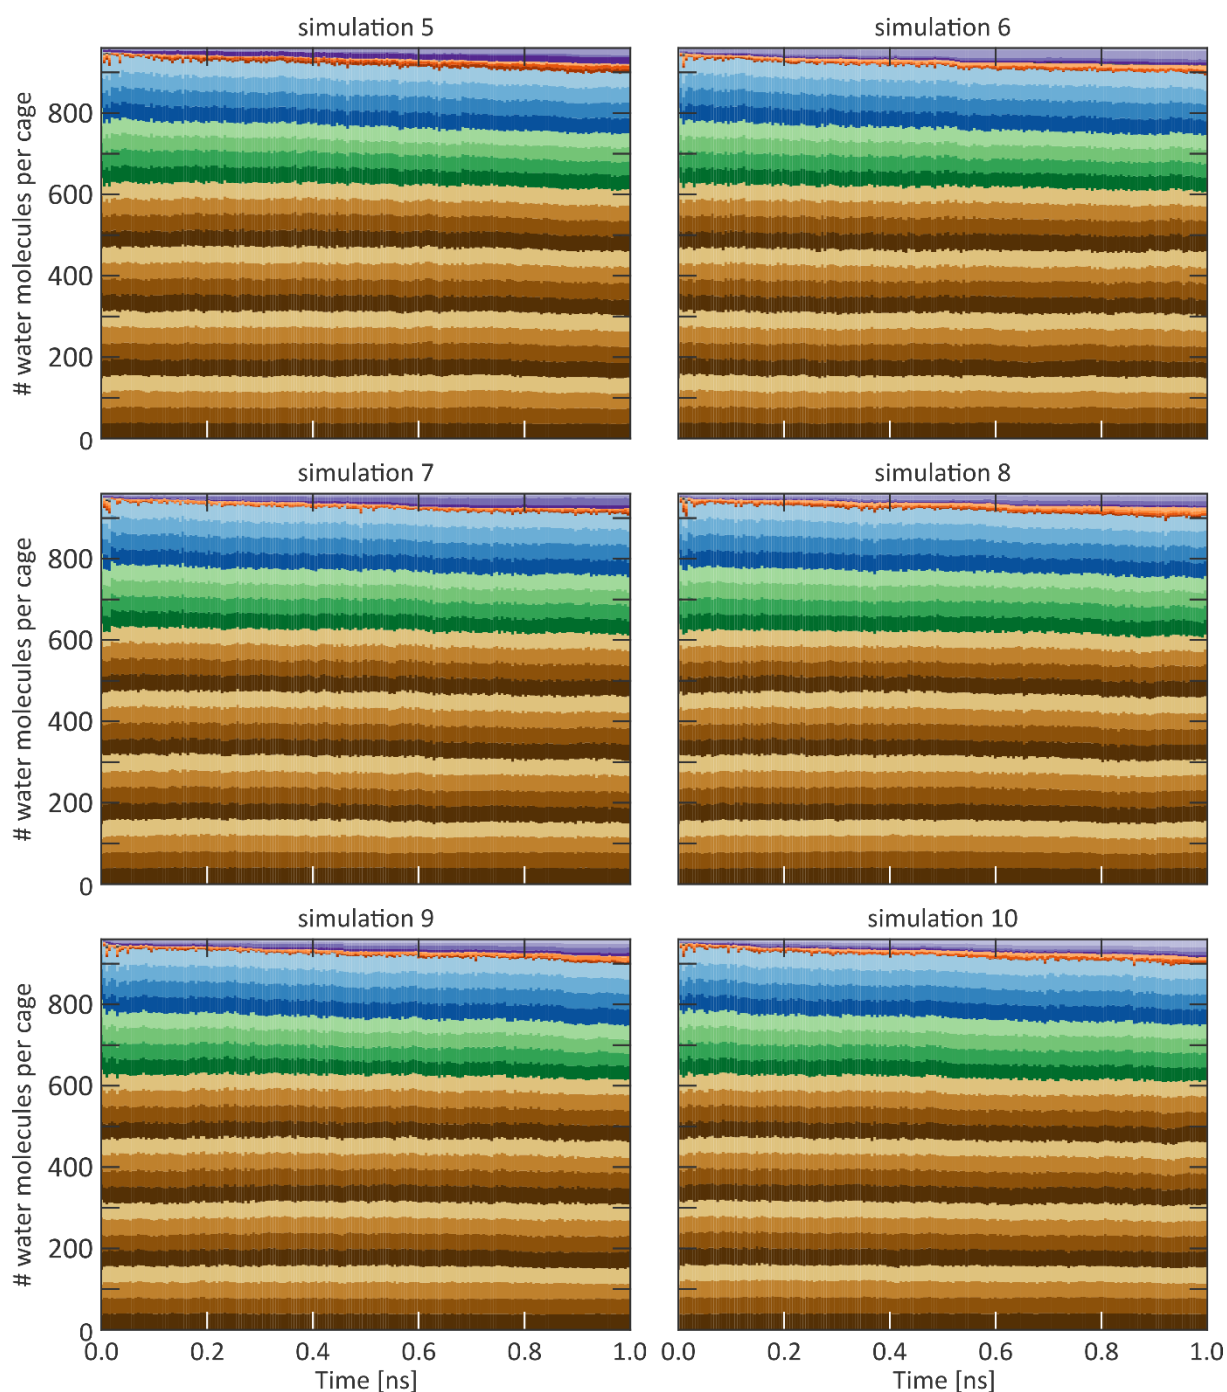 simulation 5
simulation 6
# water molecules per cage
800
600
400
200
0
simulation 7
simulation 8
# water molecules per cage
800
600
400
200
0
simulation 9
simulation 10
# water molecules per cage
800
600
400
200
0
0.0 0.2 0.4 0.6 0.8 1.0
0.0 0.2 0.4 0.6 0.8 1.0
Time [ns]
Time [ns]